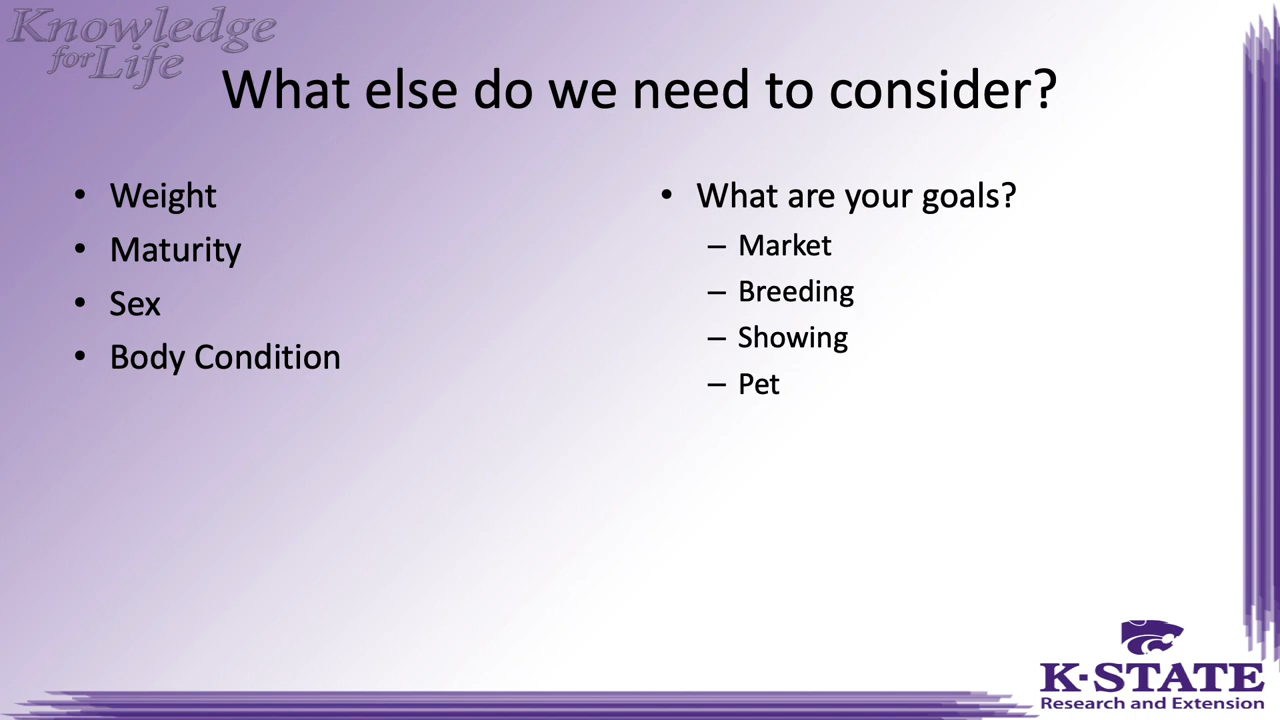 Knowledge
for Life
What else do we need to consider?
• Weight
• Maturity
• Sex
• Body Condition
• What are your goals?
– Market
– Breeding
– Showing
– Pet
K-STATE
Research and Extension